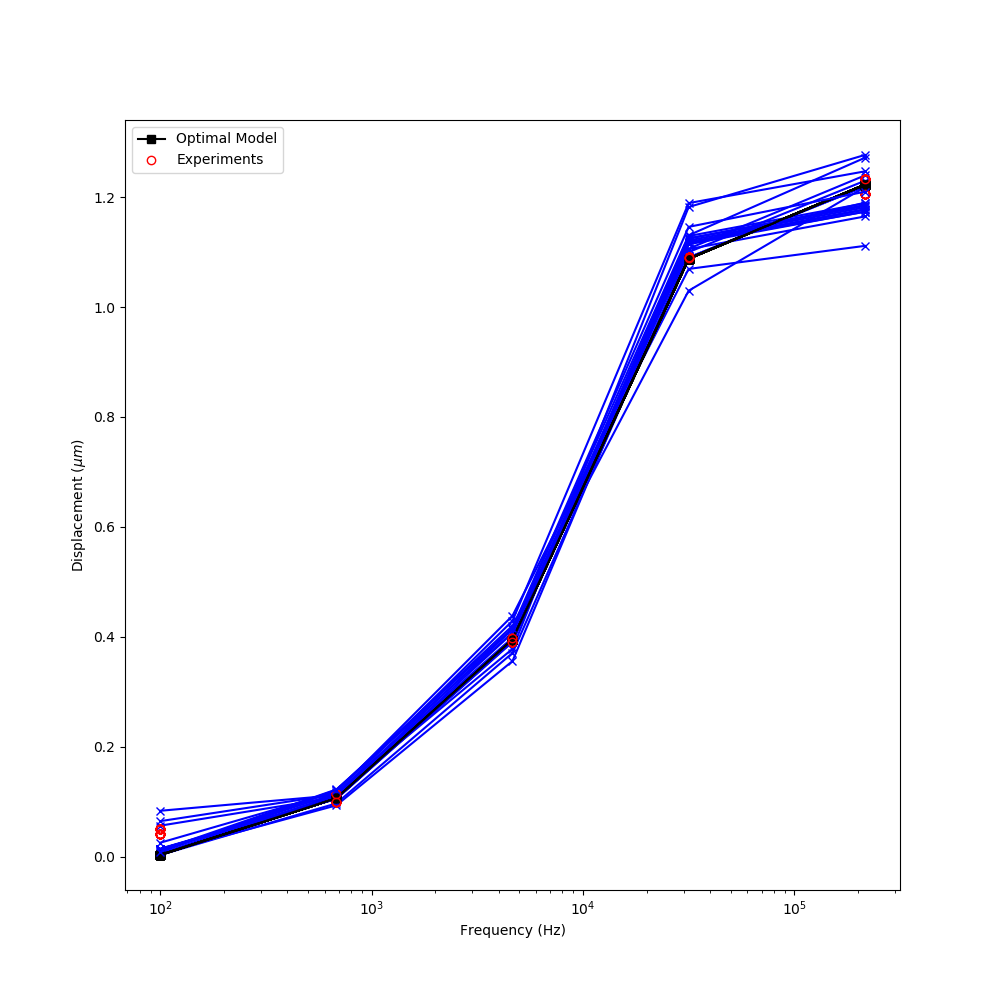 Optimal Model
Experiments
1.2
1.0
0.8
0.6
0.4
0.2
0.0
Displacement (μm)
10²
10³
10⁴
10⁵
Frequency (Hz)